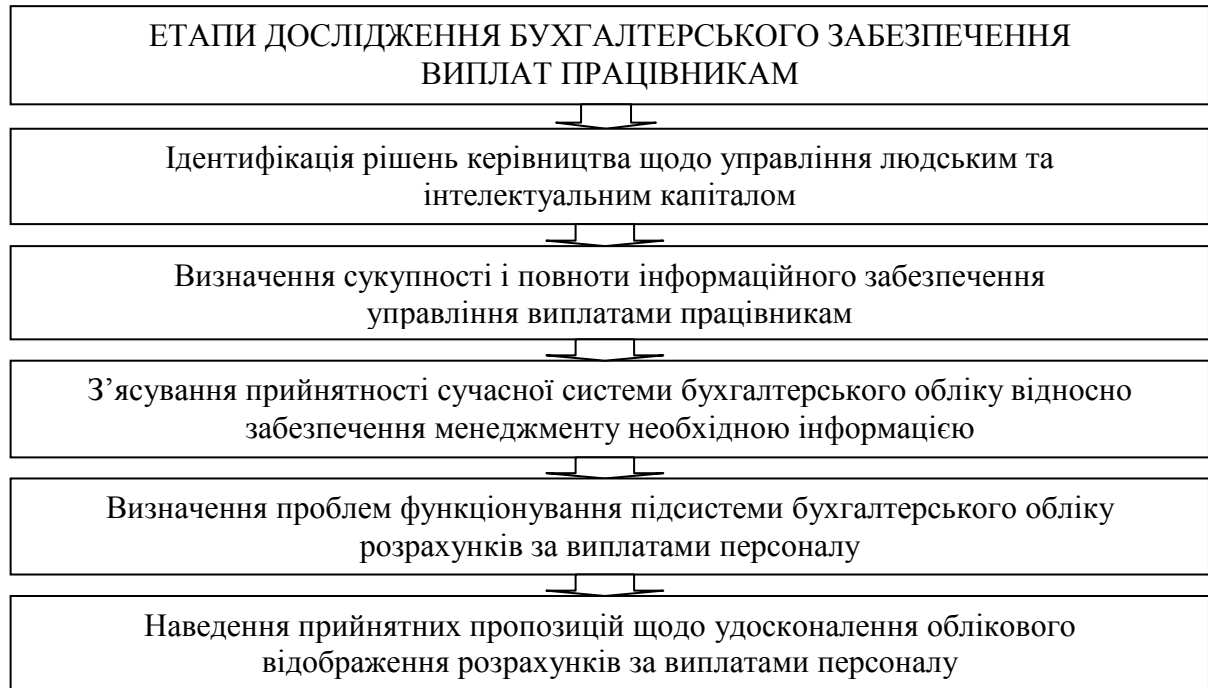 ЕТАПИ ДОСЛІДЖЕННЯ БУХГАЛТЕРСЬКОГО ЗАБЕЗПЕЧЕННЯ
ВИПЛАТ ПРАЦІВНИКАМ
Ідентифікація рішень керівництва щодо управління людським та
інтелектуальним капіталом
Визначення сукупності і повноти інформаційного забезпечення
управління виплатами працівникам
З’ясування прийнятності сучасної системи бухгалтерського обліку відносно
забезпечення менеджменту необхідною інформацією
Визначення проблем функціонування підсистеми бухгалтерського обліку
розрахунків за виплатами персоналу
Наведення прийнятних пропозицій щодо удосконалення облікового
відображення розрахунків за виплатами персоналу